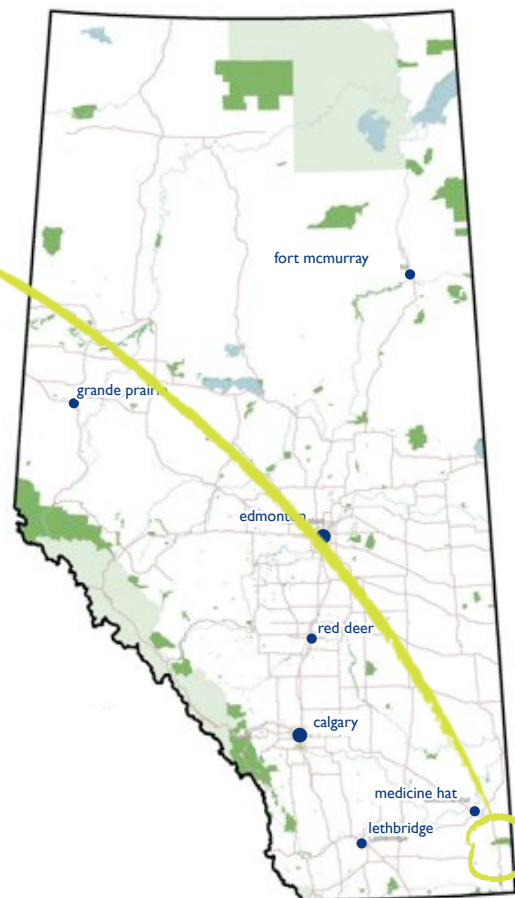 fort mcmurray
grande prairie
edmonton
red deer
calgary
medicine hat
lethbridge